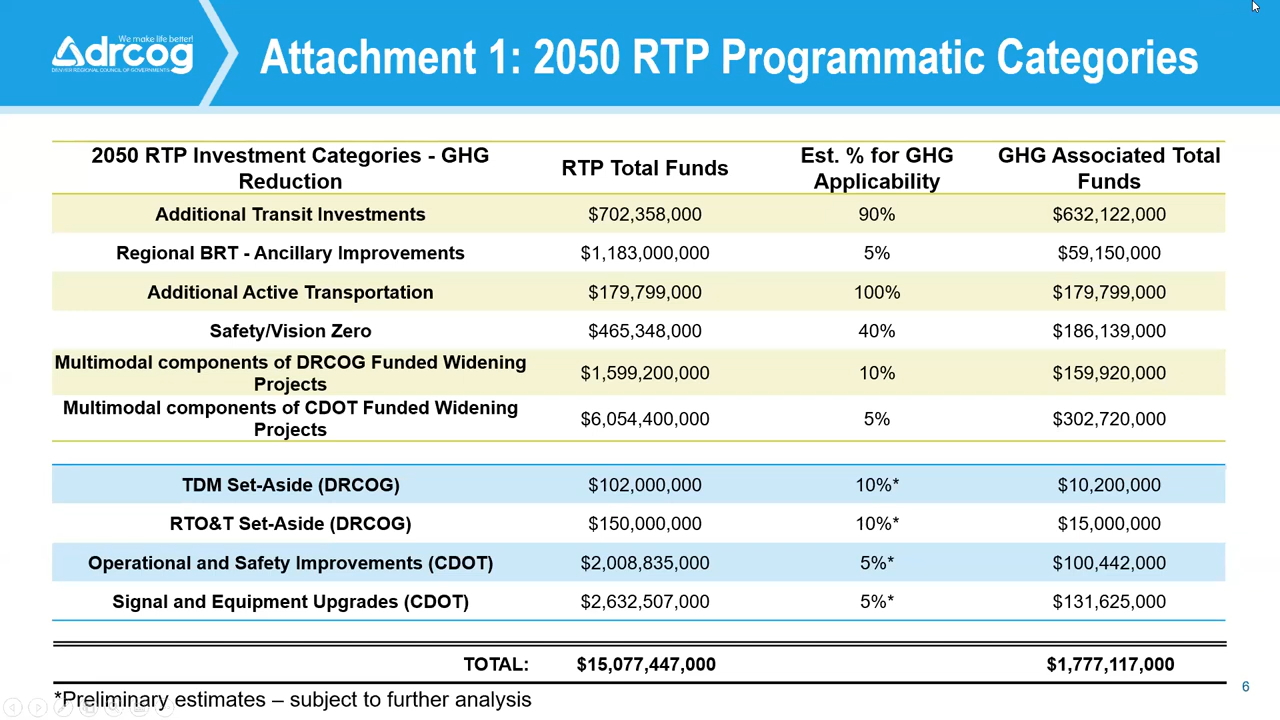 We make life better!
drcog
DENVER REGIONAL COUNCIL OF GOVERNMENTS
Attachment 1: 2050 RTP Programmatic Categories
2050 RTP Investment Categories - GHG Reduction RTP Total Funds Est. % for GHG Applicability GHG Associated Total Funds
Additional Transit Investments $702,358,000 90% $632,122,000
Regional BRT - Ancillary Improvements $1,183,000,000 5% $59,150,000
Additional Active Transportation $179,799,000 100% $179,799,000
Safety/Vision Zero $465,348,000 40% $186,139,000
Multimodal components of DRCOG Funded Widening Projects $1,599,200,000 10% $159,920,000
Multimodal components of CDOT Funded Widening Projects $6,054,400,000 5% $302,720,000
TDM Set-Aside (DRCOG) $102,000,000 10%* $10,200,000
RTO&T Set-Aside (DRCOG) $150,000,000 10%* $15,000,000
Operational and Safety Improvements (CDOT) $2,008,835,000 5%* $100,442,000
Signal and Equipment Upgrades (CDOT) $2,632,507,000 5%* $131,625,000
TOTAL: $15,077,447,000 $1,777,117,000
*Preliminary estimates – subject to further analysis
6